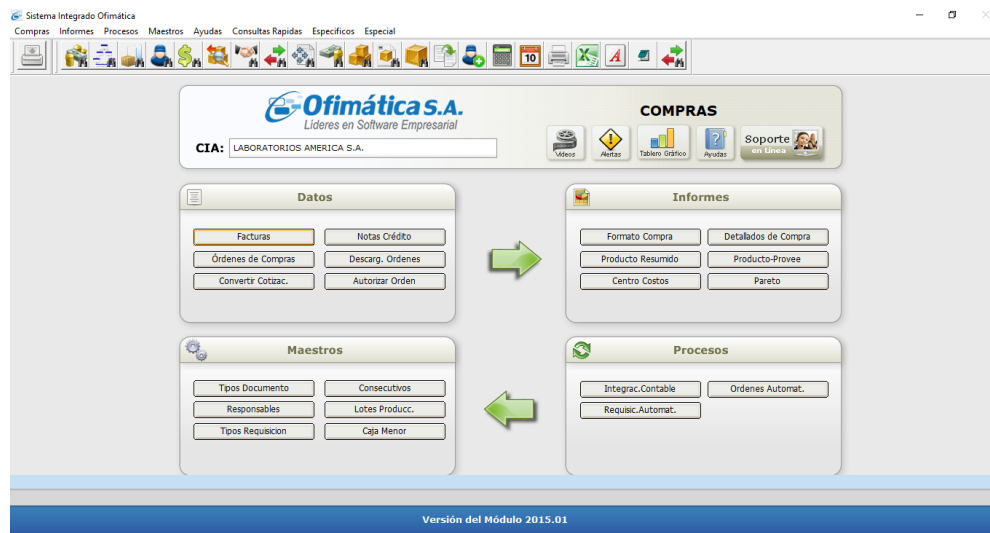 Sistema Integrado Ofimática
Compras Informes Procesos Maestros Ayudas Consultas Rapidas Especificos Especial
10
A
Ofimática S.A.
Lideres en Software Empresarial
COMPRAS
CIA: LABORATORIOS AMERICA S.A.
Videos
Alertas
Tablero Gráfico
Ayudas
Soporte
en Línea
Datos
Facturas
Notas Crédito
Órdenes de Compras
Descarg. Ordenes
Convertir Cotizac.
Autorizar Orden
Informes
Formato Compra
Detallados de Compra
Producto Resumido
Producto-Provee
Centro Costos
Pareto
Maestros
Tipos Documento
Consecutivos
Responsables
Lotes Producc.
Tipos Requisicion
Caja Menor
Procesos
Integrac.Contable
Ordenes Automat.
Requisic.Automat.
Versión del Módulo 2015.01